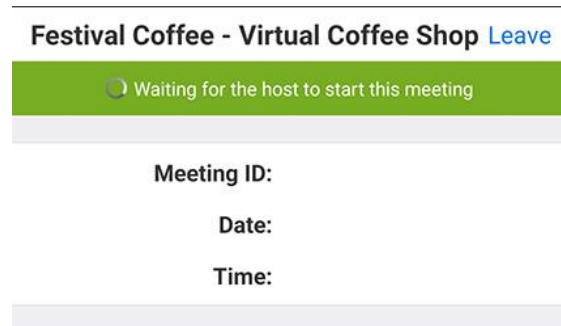 Festival Coffee - Virtual Coffee Shop Leave
Waiting for the host to start this meeting
Meeting ID:
Date:
Time: